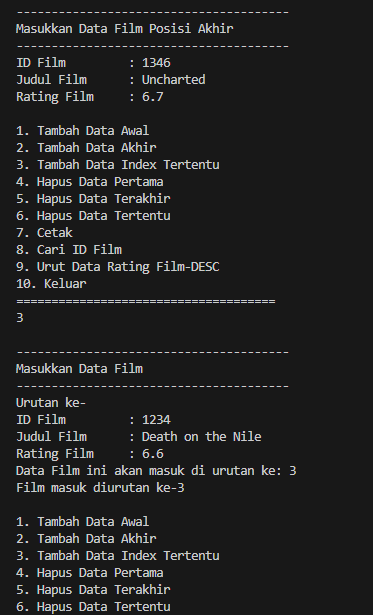 ---------------------------------------
Masukkan Data Film Posisi Akhir
---------------------------------------
ID Film         : 1346
Judul Film      : Uncharted
Rating Film     : 6.7

1. Tambah Data Awal
2. Tambah Data Akhir
3. Tambah Data Index Tertentu
4. Hapus Data Pertama
5. Hapus Data Terakhir
6. Hapus Data Tertentu
7. Cetak
8. Cari ID Film
9. Urut Data Rating Film-DESC
10. Keluar
=====================================
3

---------------------------------------
Masukkan Data Film
---------------------------------------
Urutan ke-
ID Film         : 1234
Judul Film      : Death on the Nile
Rating Film     : 6.6
Data Film ini akan masuk di urutan ke: 3
Film masuk diurutan ke-3

1. Tambah Data Awal
2. Tambah Data Akhir
3. Tambah Data Index Tertentu
4. Hapus Data Pertama
5. Hapus Data Terakhir
6. Hapus Data Tertentu